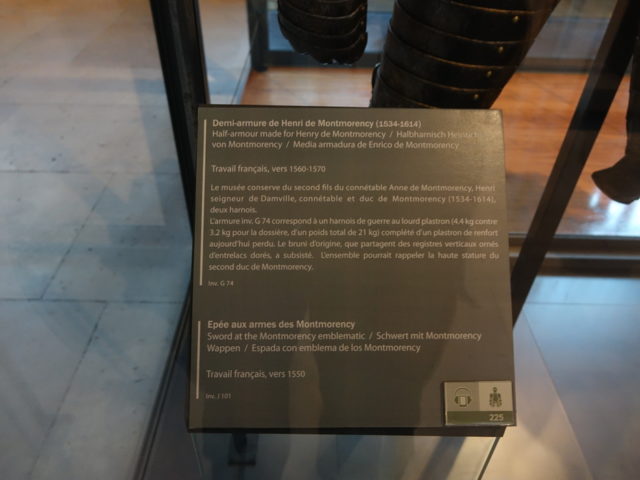 Demi-armure de Henri de Montmorency (1534-1614)
Half-armour made for Henry de Montmorency / Halbharnisch
von Montmorency / Media armadura de Enrico de Montmorency
Travail français, vers 1560-1570
Le musée conserve du second fils du connétable Anne de Montmorency, Henri
seigneur de Damville, connétable et duc de Montmorency (1534-1614),
deux harnois.
L'armure inv. G 74 correspond à un harnois de guerre au lourd plastron (4,4 kg contre
3.2 kg pour la dossière, d'un poids total de 21 kg) complété d'un plastron de renfort
aujourd'hui perdu. Le bruni d'origine, que partagent des registres verticaux ornés
d'entrelacs dorés, a subsisté. L'ensemble pourrait rappeler la haute stature du
second duc de Montmorency.
Inv. G 74
Epée aux armes des Montmorency
Sword at the Montmorency emblematic / Schwert mit Montmorency
Wappen / Espada con emblema de los Montmorency
Travail français, vers 1550
Inv. J 101
225